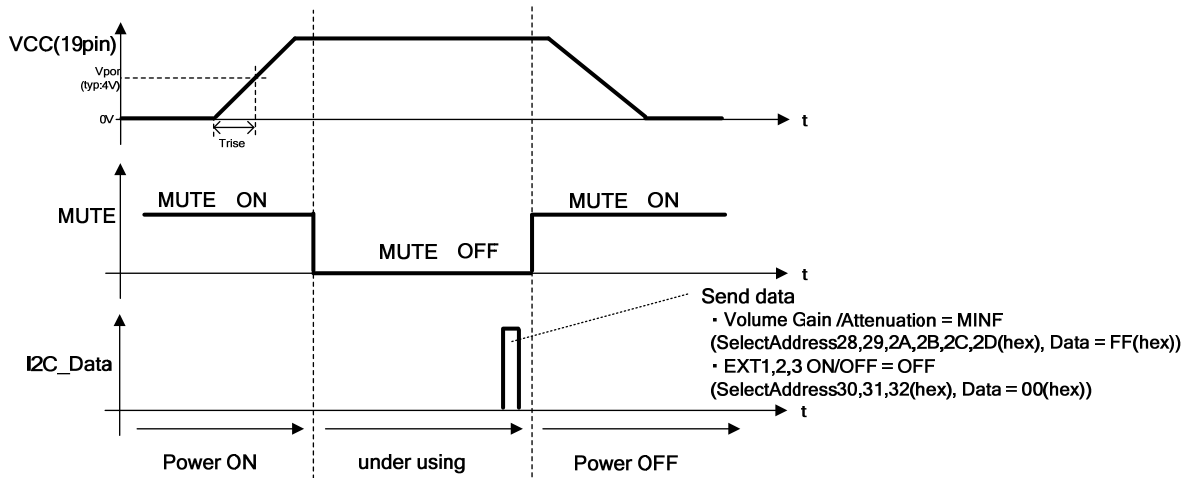 VCC(19pin)
Vpor
(typ:4V)
0V
Trise
t
MUTE ON
MUTE ON
MUTE
MUTE OFF
t
Send data
・ Volume Gain /Attenuation = MINF
(SelectAddress28,29,2A,2B,2C,2D(hex), Data = FF(hex))
・ EXT1,2,3 ON/OFF = OFF
(SelectAddress30,31,32(hex), Data = 00(hex))
I2C_Data
t
Power ON
under using
Power OFF